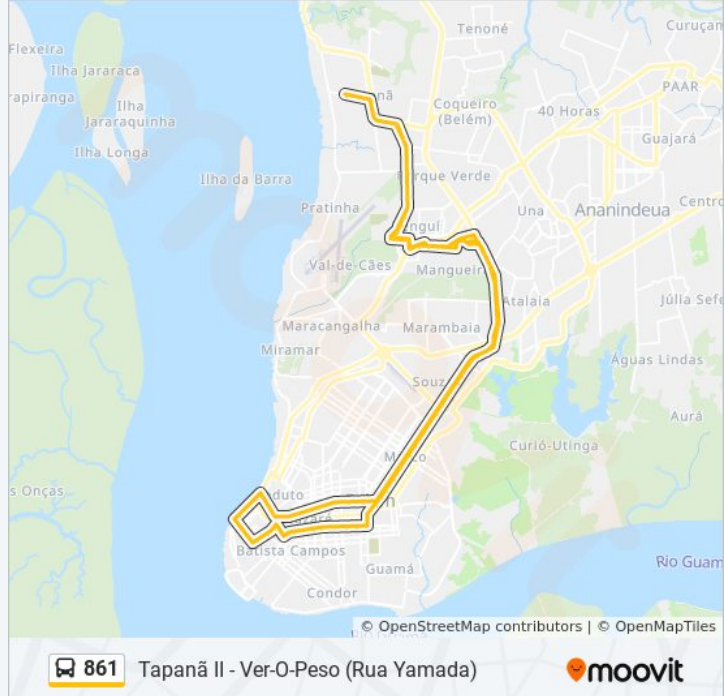 Flexeira
Tenoné
Curuçam
Ilha Jararaca
rapiranga
Ilha
Jararaquinha
Coqueiro
(Belém)
PAAR
40 Horas
Guajará
Ilha Longa
Ilha da Barra
Parque Verde
Pratinha
Una
Ananindeua
Centro
Val-de-Cães
Mangueir
Atalaia
Júlia Sefe
Maracangalha
Marambaia
Miramar
Souz
Águas Lindas
Aurá
Curió-Utinga
s Onças
duto
Batista Campos
Guamá
Rio Guam
Condor
© OpenStreetMap contributors | © OpenMapTiles
861 Tapanã II - Ver-O-Peso (Rua Yamada)
moovit